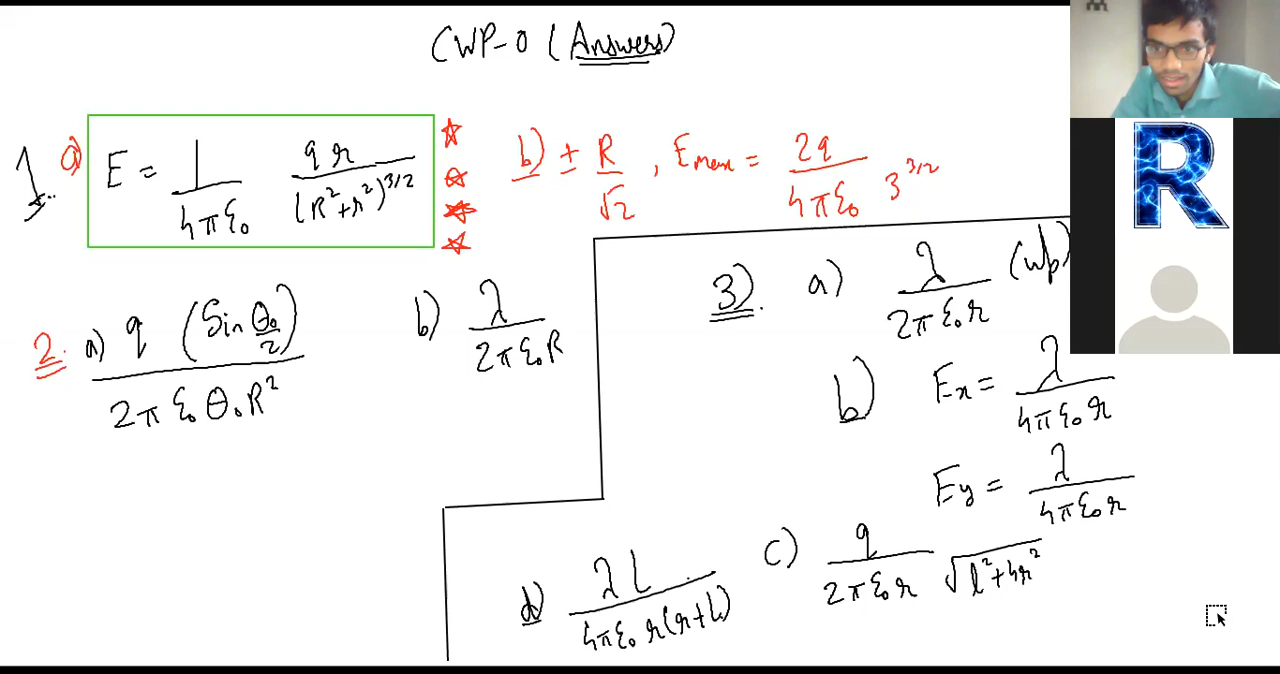 CWP-0 (Answers)
1. a) E = 1/4πε₀ qr/(R²+r²)^3/2
b) ± R/√2, Emax = 2q/4πε₀ 3^3/2
2. a) q (Sin θ₀/2)/2πε₀θ₀R²
b) λ/2πε₀R
3) a) λ/2πε₀r (wp)
b) Ex = λ/4πε₀r
Ey = λ/4πε₀r
c) q/2πε₀r √l²+4r²
d) λL/4πε₀r(r+L)
R